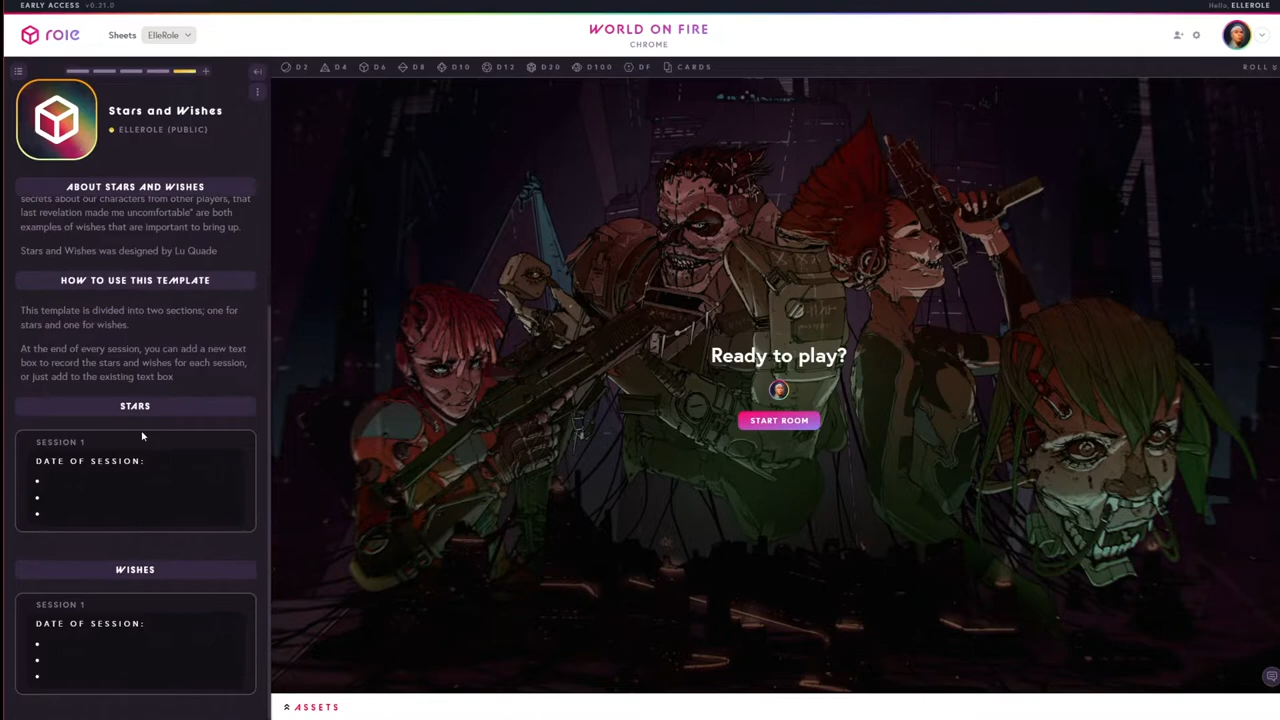 EARLY ACCESS v0.21.0
Hello, ELLEROLE
role
Sheets
ElleRole
WORLD ON FIRE
CHROME
D2
D4
D6
D8
D10
D12
D20
D100
DF
CARDS
ROLL
Stars and Wishes
ELLEROLE (PUBLIC)
ABOUT STARS AND WISHES
secrets about our characters from other players, that
last revelation made me uncomfortable" are both
examples of wishes that are important to bring up.
Stars and Wishes was designed by Lu Quade
HOW TO USE THIS TEMPLATE
This template is divided into two sections; one for
stars and one for wishes.
At the end of every session, you can add a new text
box to record the stars and wishes for each session,
or just add to the existing text box
STARS
SESSION 1
DATE OF SESSION:
WISHES
SESSION 1
DATE OF SESSION:
Ready to play?
START ROOM
ASSETS